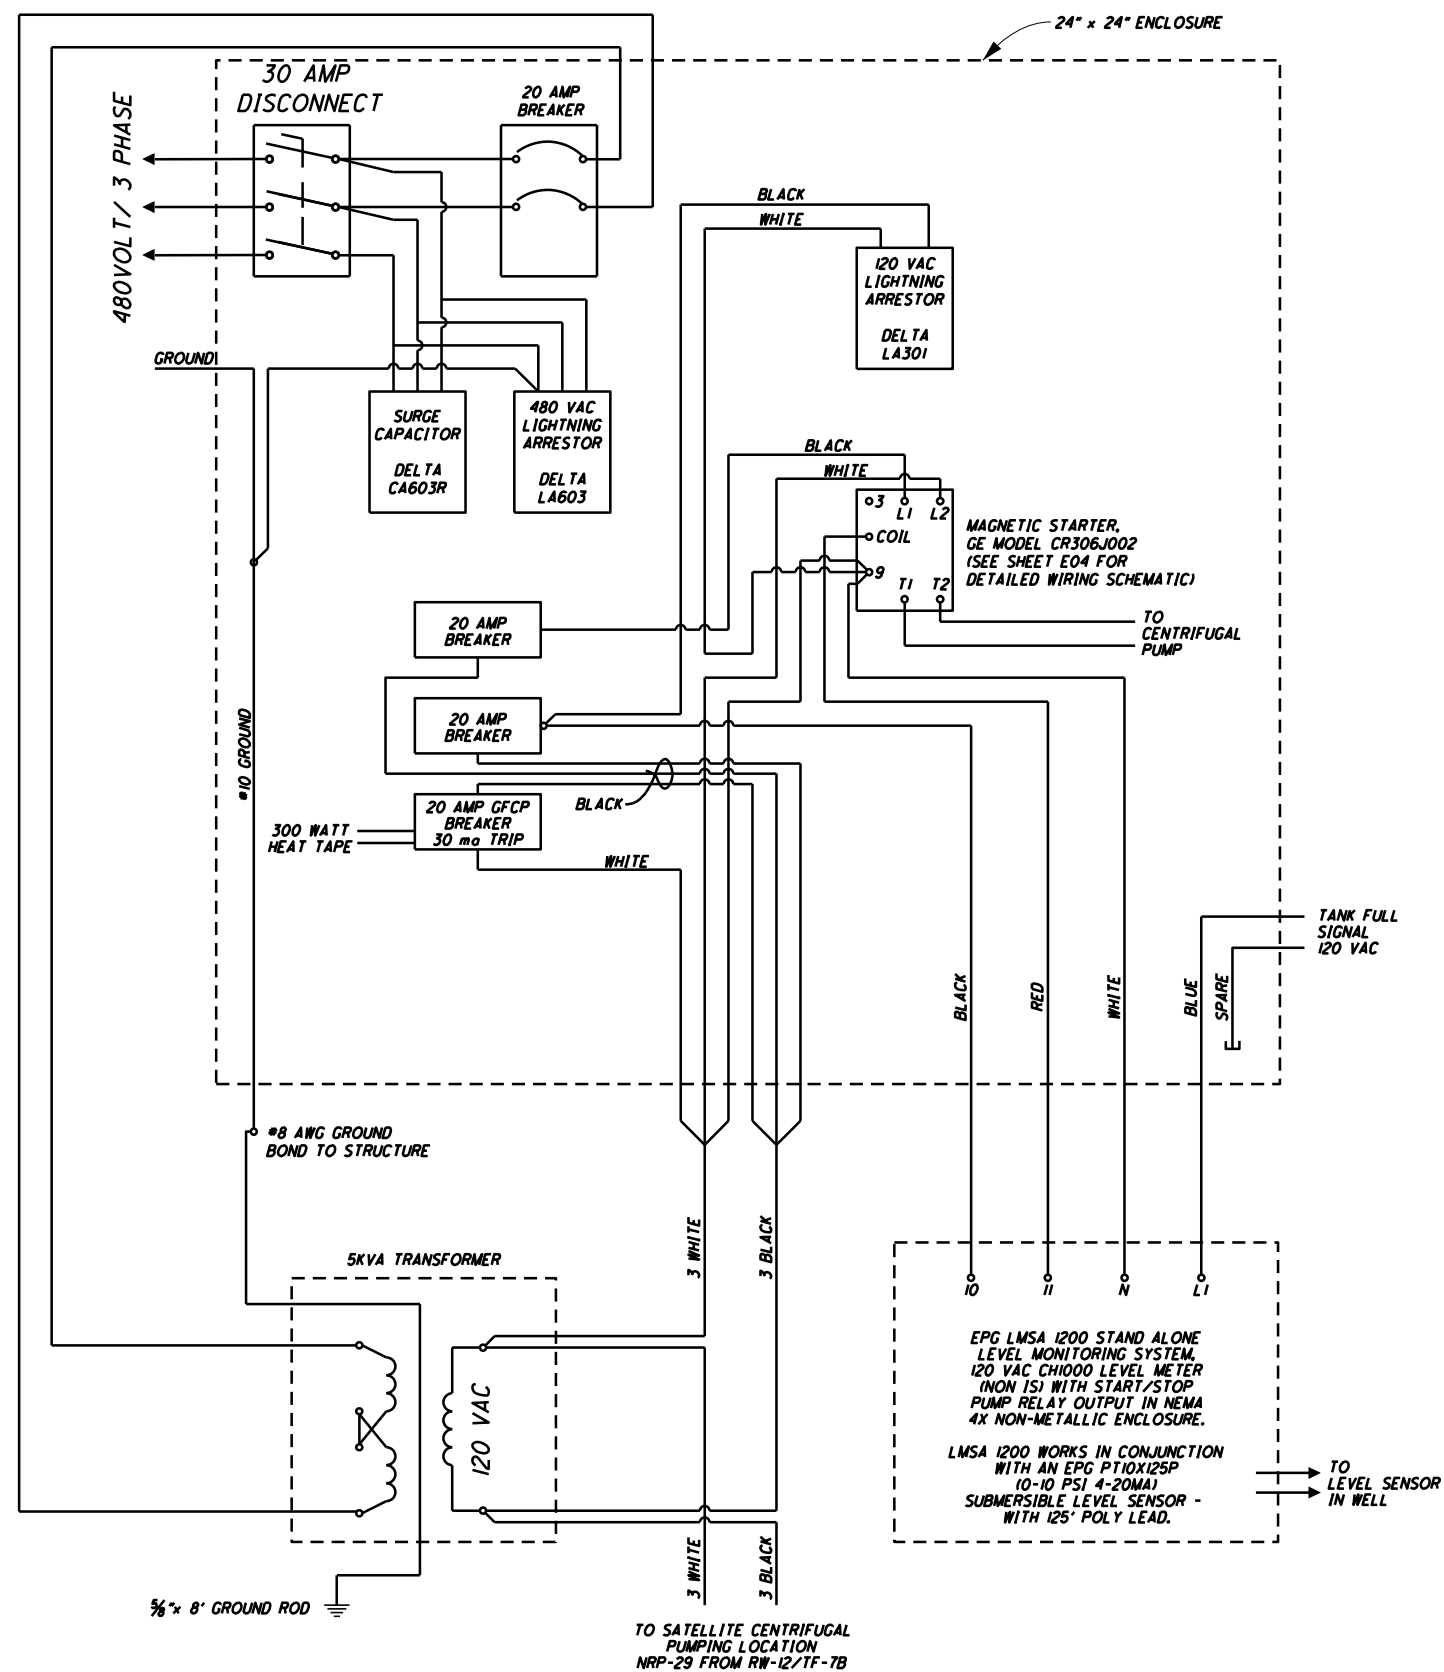 24" x 24" ENCLOSURE
30 AMP
DISCONNECT
20 AMP
BREAKER
480VOLT/ 3 PHASE
BLACK
WHITE
120 VAC
LIGHTNING
ARRESTOR
DELTA
LA301
GROUND
SURGE
CAPACITOR
DELTA
CA603R
480 VAC
LIGHTNING
ARRESTOR
DELTA
LA603
BLACK
WHITE
3
L1
L2
COIL
9
T1
T2
MAGNETIC STARTER,
GE MODEL CR306J002
(SEE SHEET E04 FOR
DETAILED WIRING SCHEMATIC)
TO
CENTRIFUGAL
PUMP
20 AMP
BREAKER
20 AMP
BREAKER
#10 GROUND
BLACK
20 AMP GFCP
BREAKER
30 ma TRIP
300 WATT
HEAT TAPE
WHITE
TANK FULL
SIGNAL
120 VAC
BLACK
RED
WHITE
BLUE
SPARE
#8 AWG GROUND
BOND TO STRUCTURE
3 WHITE
3 BLACK
5KVA TRANSFORMER
120 VAC
10
11
N
L1
EPG LMSA 1200 STAND ALONE
LEVEL MONITORING SYSTEM,
120 VAC CH1000 LEVEL METER
(NON IS) WITH START/STOP
PUMP RELAY OUTPUT IN NEMA
4X NON-METALLIC ENCLOSURE.
LMSA 1200 WORKS IN CONJUNCTION
WITH AN EPG PT10X125P
(0-10 PSI 4-20MA)
SUBMERSIBLE LEVEL SENSOR -
WITH 125' POLY LEAD.
TO
LEVEL SENSOR
IN WELL
3 WHITE
3 BLACK
5/8"x 8' GROUND ROD
TO SATELLITE CENTRIFUGAL
PUMPING LOCATION
NRP-29 FROM RW-12/TF-7B